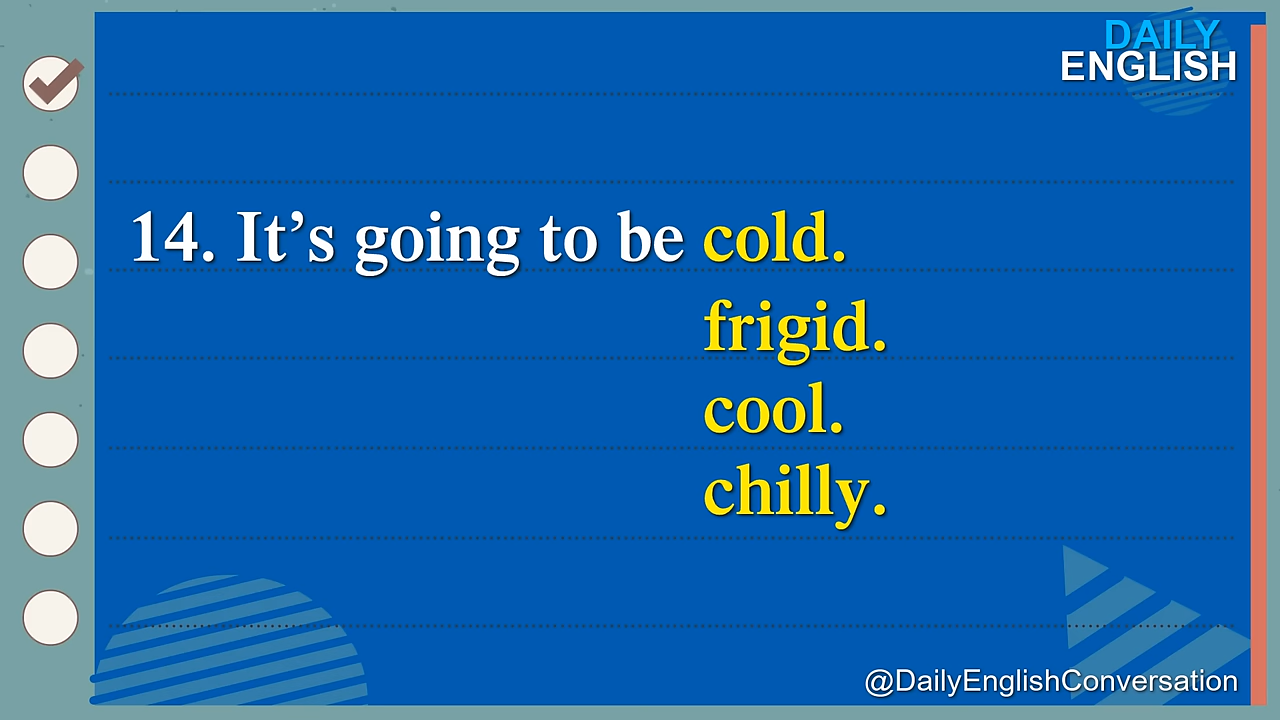 DAILY
ENGLISH
14. It’s going to be cold.
frigid.
cool.
chilly.
@DailyEnglishConversation